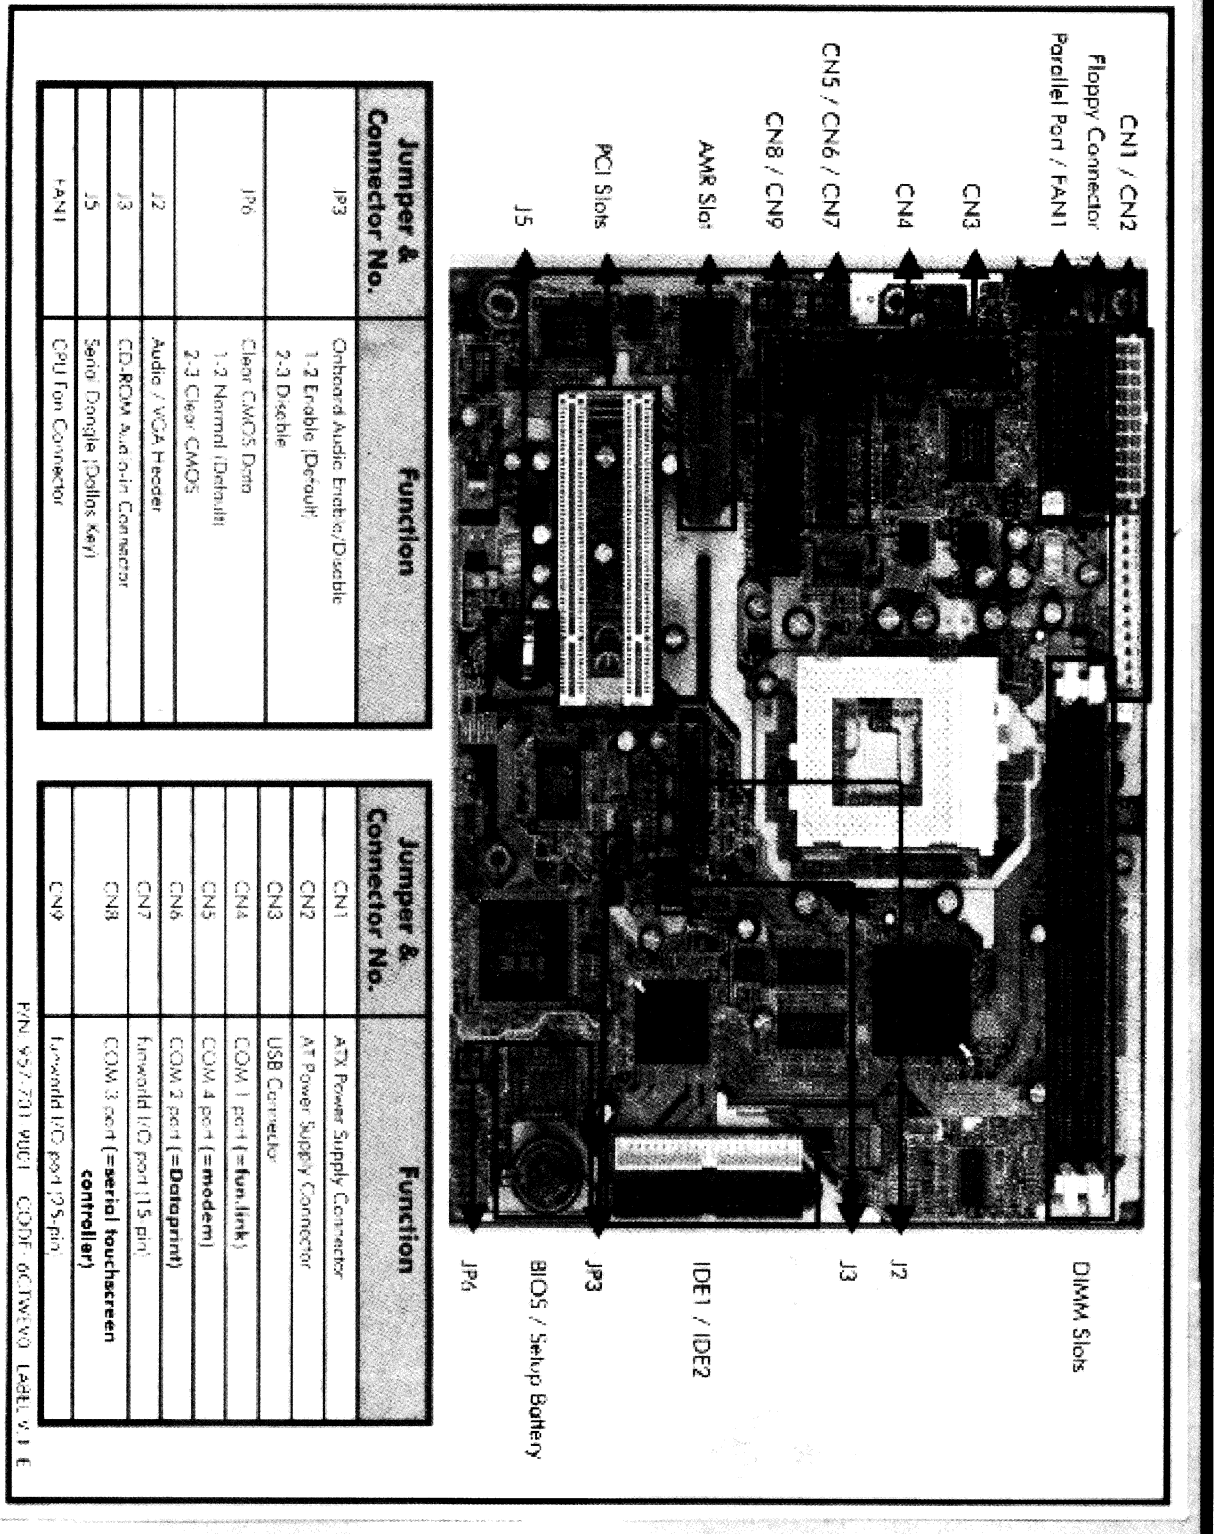 CN1 / CN2
Floppy Connector
Parallel Port / FAN1
CN3
CN4
CN5 / CN6 / CN7
CN8 / CN9
AMR Slot
PCI Slots
J5
DIMM Slots
J2
J3
IDE1 / IDE2
JP3
BIOS / Setup Battery
JP6
Jumper & Connector No. Function
JP3 Onboard Audio Enable/Disable
1-2 Enable (Default)
2-3 Disable
JP6 Clear CMOS Data
1-2 Normal (Default)
2-3 Clear CMOS
J2 Audio / VGA Header
J3 CD-ROM Audio-in Connector
J5 Serial Dongle (Dallas Key)
FAN1 CPU Fan Connector
Jumper & Connector No. Function
CN1 ATX Power Supply Connector
CN2 AT Power Supply Connector
CN3 USB Connector
CN4 COM 1 port (=fun.link)
CN5 COM 4 port (=modem)
CN6 COM 2 port (=Dataprint)
CN7 funworld I/O port (15-pin)
CN8 COM 3 port (=serial touchscreen
controller)
CN9 funworld I/O port (25-pin)
P/N: CODE: LABEL